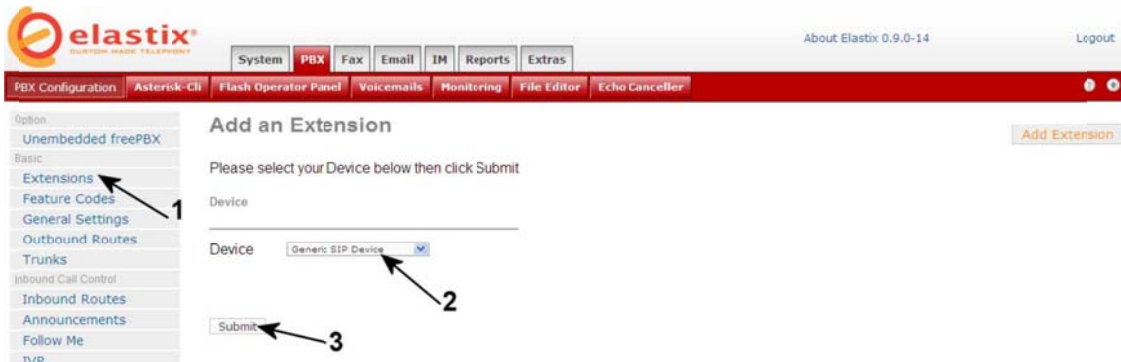 elastix
CUSTOM MADE TELEPHONY
About Elastix 0.9.0-14
Logout
System PBX Fax Email IM Reports Extras
PBX Configuration Asterisk-Cli Flash Operator Panel Voicemails Monitoring File Editor Echo Canceller
Option
Unembedded freePBX
Basic
Extensions
Feature Codes
General Settings
Outbound Routes
Trunks
Inbound Call Control
Inbound Routes
Announcements
Follow Me
IVR
Add an Extension
Add Extension
Please select your Device below then click Submit
Device
Device Generic SIP Device
Submit
1
2
3